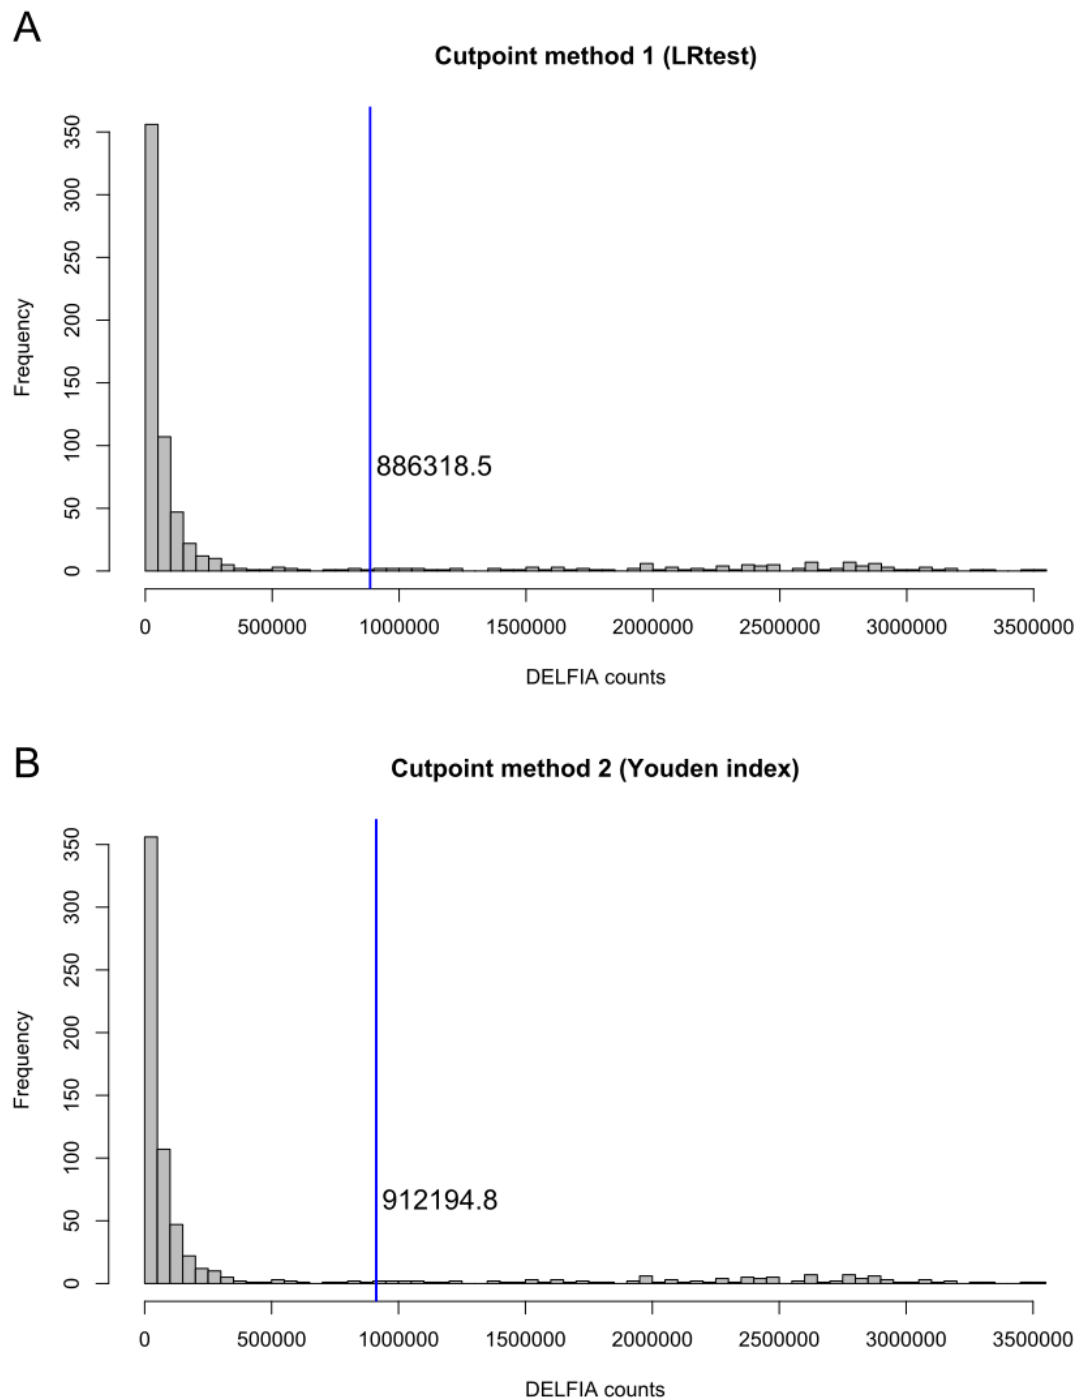 A
Cutpoint method 1 (LRtest)
350
300
250
200
150
100
50
0
Frequency
886318.5
0 500000 1000000 1500000 2000000 2500000 3000000 3500000
DELFIA counts
B
Cutpoint method 2 (Youden index)
350
300
250
200
150
100
50
0
Frequency
912194.8
0 500000 1000000 1500000 2000000 2500000 3000000 3500000
DELFIA counts